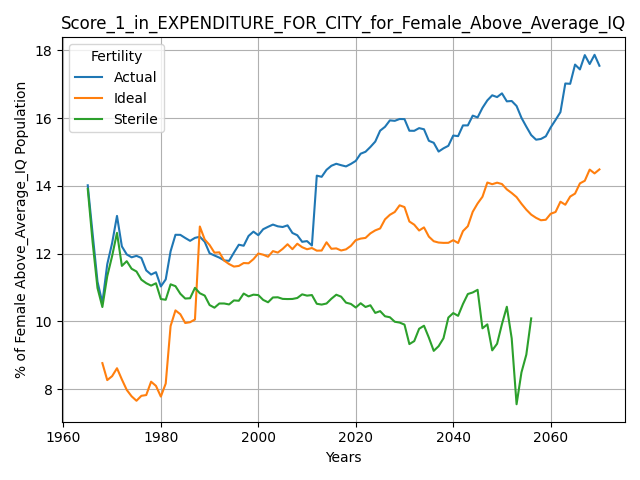 Score_1_in_EXPENDITURE_FOR_CITY_for_Female_Above_Average_IQ
% of Female Above_Average_IQ Population
18
16
14
12
10
8
Fertility
Actual
Ideal
Sterile
1960 1980 2000 2020 2040 2060
Years